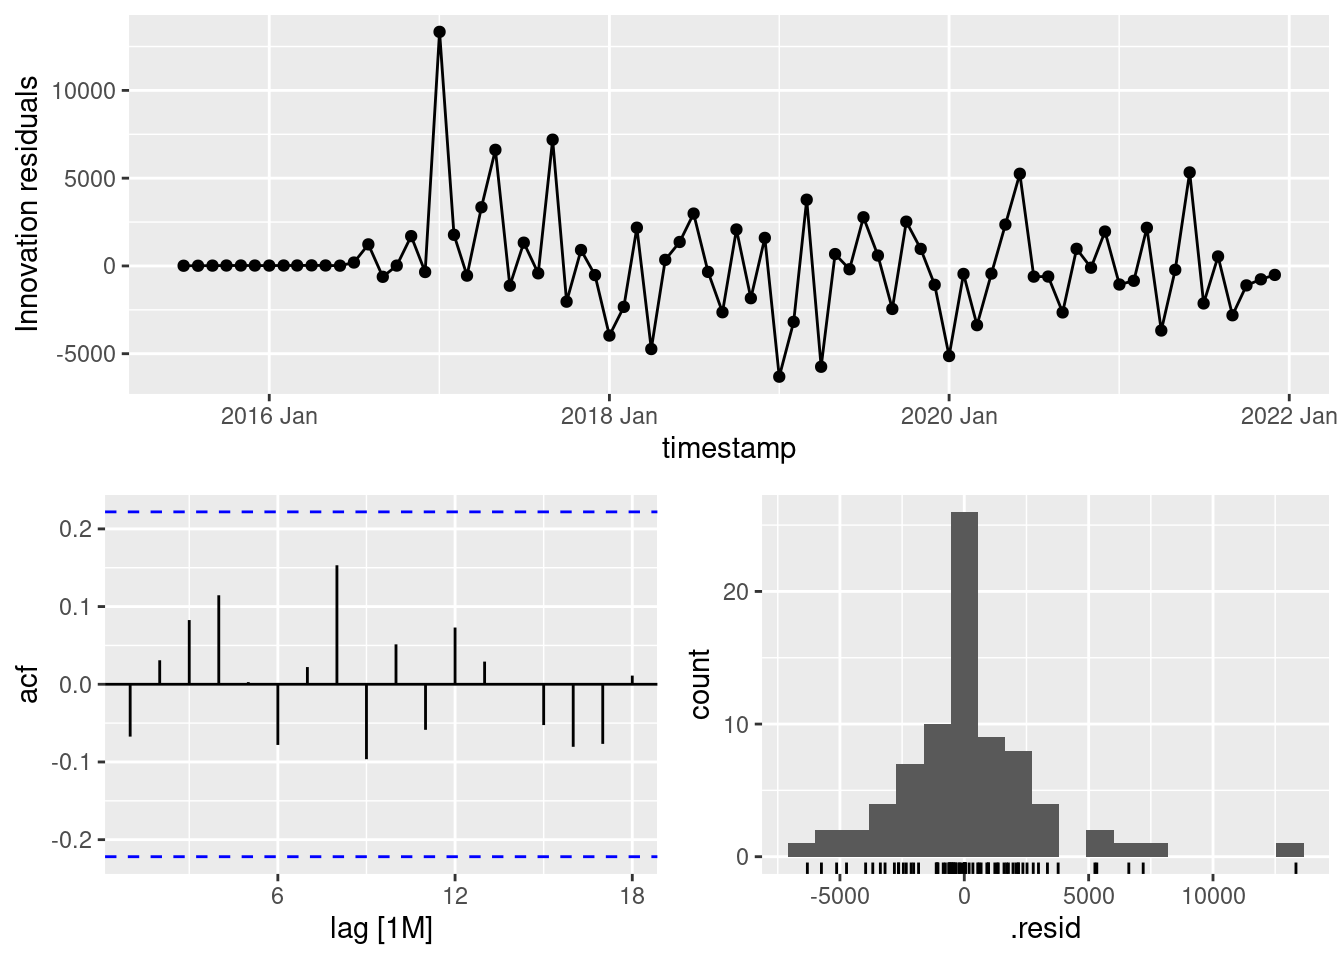 Innovation residuals
10000
5000
0
-5000
2016 Jan
2018 Jan
2020 Jan
2022 Jan
timestamp
acf
0.2
0.1
0.0
-0.1
-0.2
6
12
18
lag [1M]
count
20
10
0
-5000
0
5000
10000
.resid